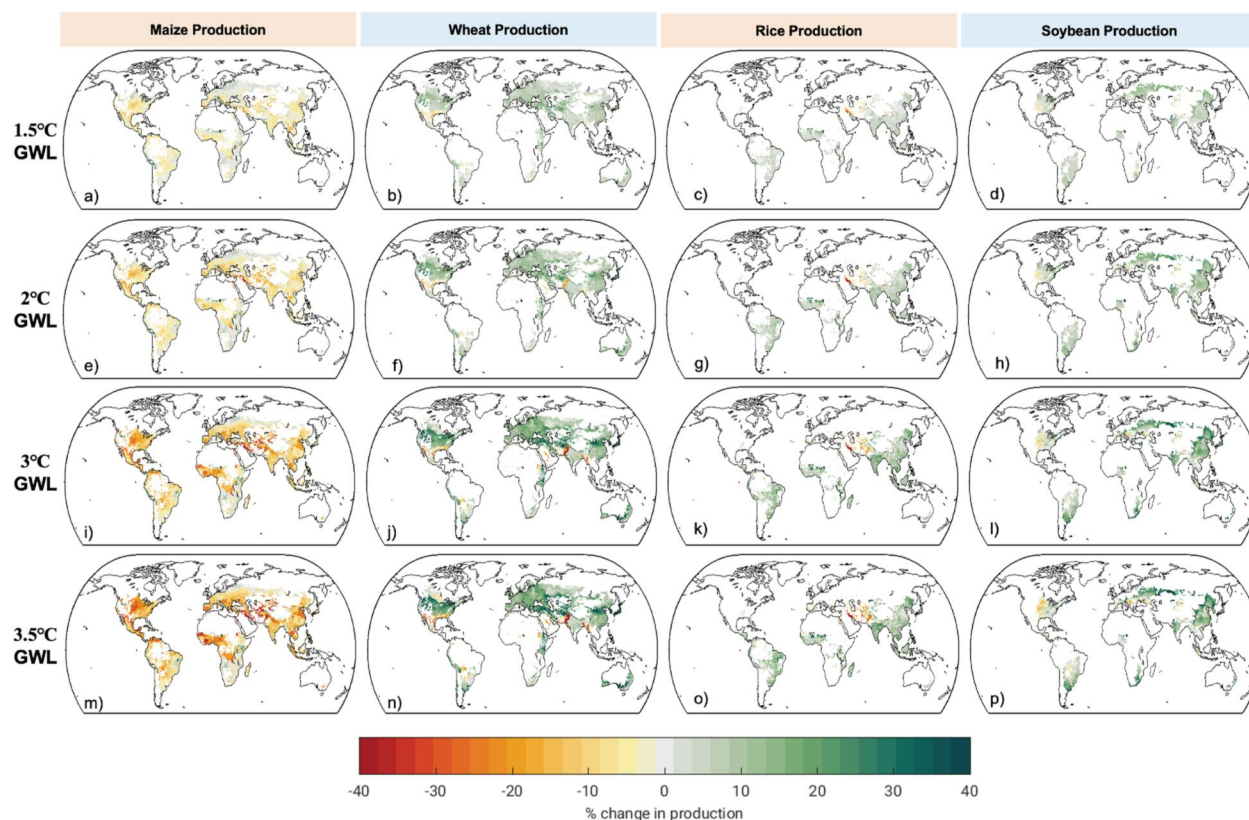 Maize Production
Wheat Production
Rice Production
Soybean Production
1.5°C
GWL
a)
b)
c)
d)
2°C
GWL
e)
f)
g)
h)
3°C
GWL
i)
j)
k)
l)
3.5°C
GWL
m)
n)
o)
p)
-40 -30 -20 -10 0 10 20 30 40
% change in production